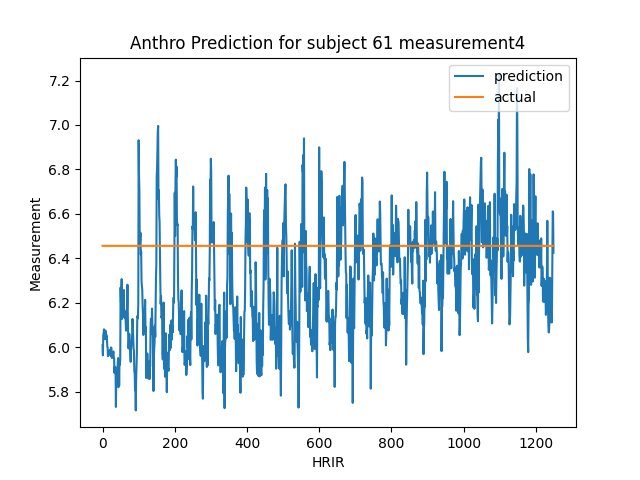 Anthro Prediction for subject 61 measurement4
prediction
actual
7.2
7.0
6.8
6.6
6.4
6.2
6.0
5.8
Measurement
0 200 400 600 800 1000 1200
HRIR